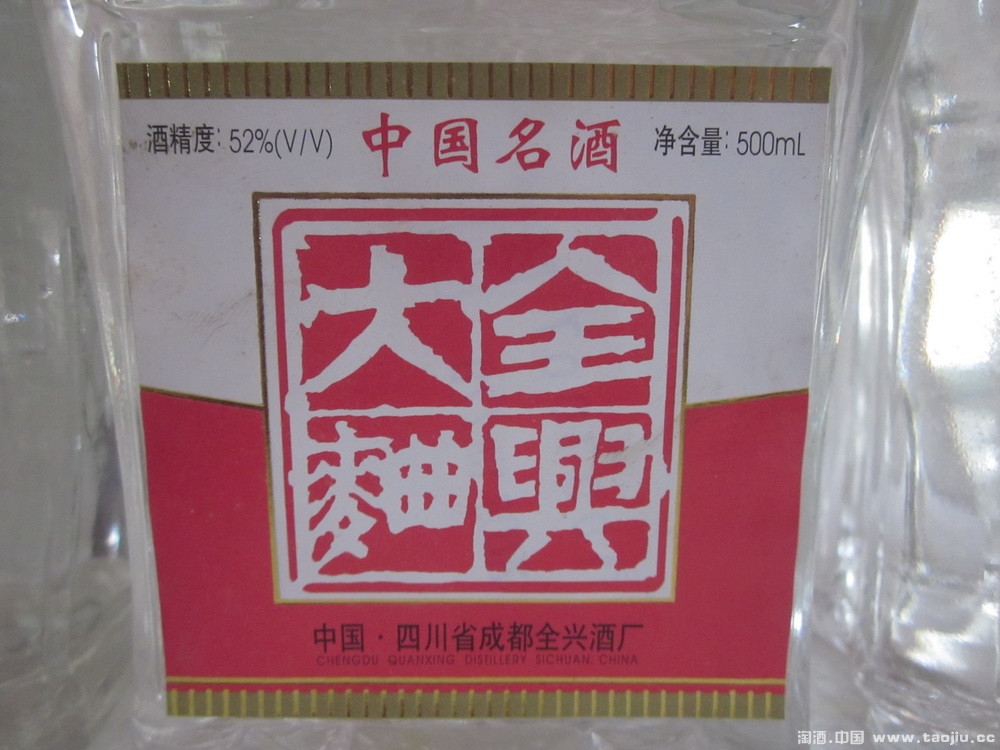 酒精度: 52%(V/V) 中国名酒 净含量: 500mL
全興
大麯
中国·四川省成都全兴酒厂
CHENGDU QUANXING DISTILLERY SICHUAN CHINA
淘酒.中国 www.taojiu.cc